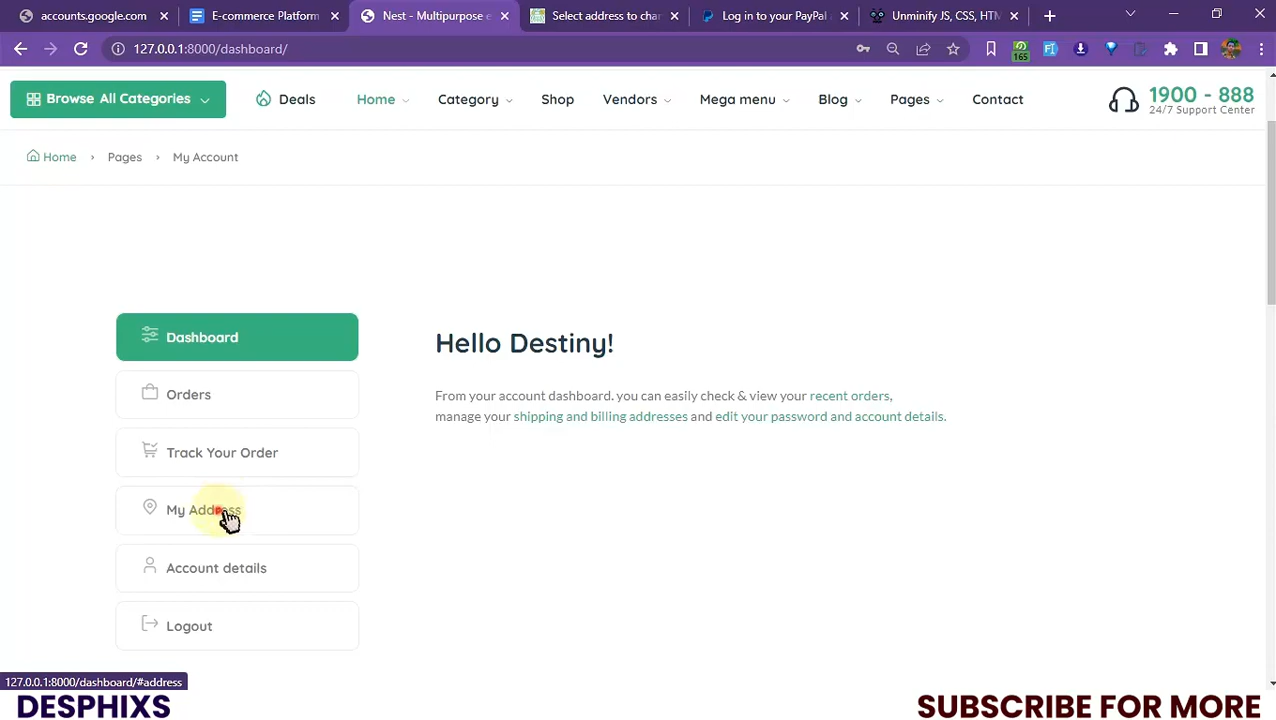 accounts.google.com
E-commerce Platform
Nest - Multipurpose e
Select address to char
Log in to your PayPal
Unminify JS, CSS, HTM
127.0.0.1:8000/dashboard/
165
Browse All Categories
Deals
Home
Category
Shop
Vendors
Mega menu
Blog
Pages
Contact
1900 - 888
24/7 Support Center
Home › Pages › My Account
Dashboard
Orders
Track Your Order
My Address
Account details
Logout
Hello Destiny!
From your account dashboard. you can easily check & view your recent orders,
manage your shipping and billing addresses and edit your password and account details.
127.0.0.1:8000/dashboard/#address
DESPHIXS
SUBSCRIBE FOR MORE